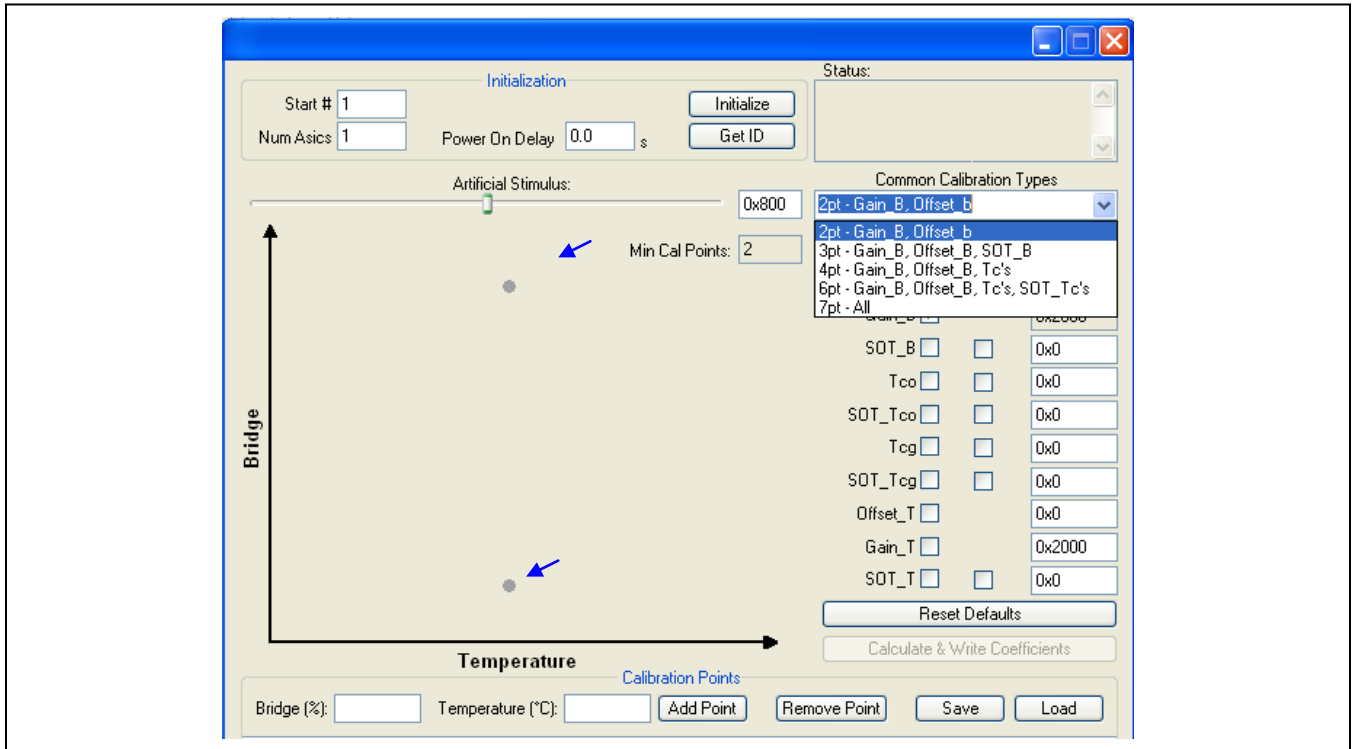 Initialization
Start # 1
Initialize
Num Asics 1
Power On Delay 0.0 s
Get ID
Status:
Artificial Stimulus:
0x800
Common Calibration Types
2pt - Gain_B, Offset_b
Min Cal Points: 2
2pt - Gain_B, Offset_b
3pt - Gain_B, Offset_B, SOT_B
4pt - Gain_B, Offset_B, Tc's
6pt - Gain_B, Offset_B, Tc's, SOT_Tc's
7pt - All
SOT_B 0x0
Tco 0x0
SOT_Tco 0x0
Tcg 0x0
SOT_Tcg 0x0
Offset_T 0x0
Gain_T 0x2000
SOT_T 0x0
Reset Defaults
Calculate & Write Coefficients
Bridge
Temperature
Calibration Points
Bridge (%):
Temperature (°C):
Add Point
Remove Point
Save
Load